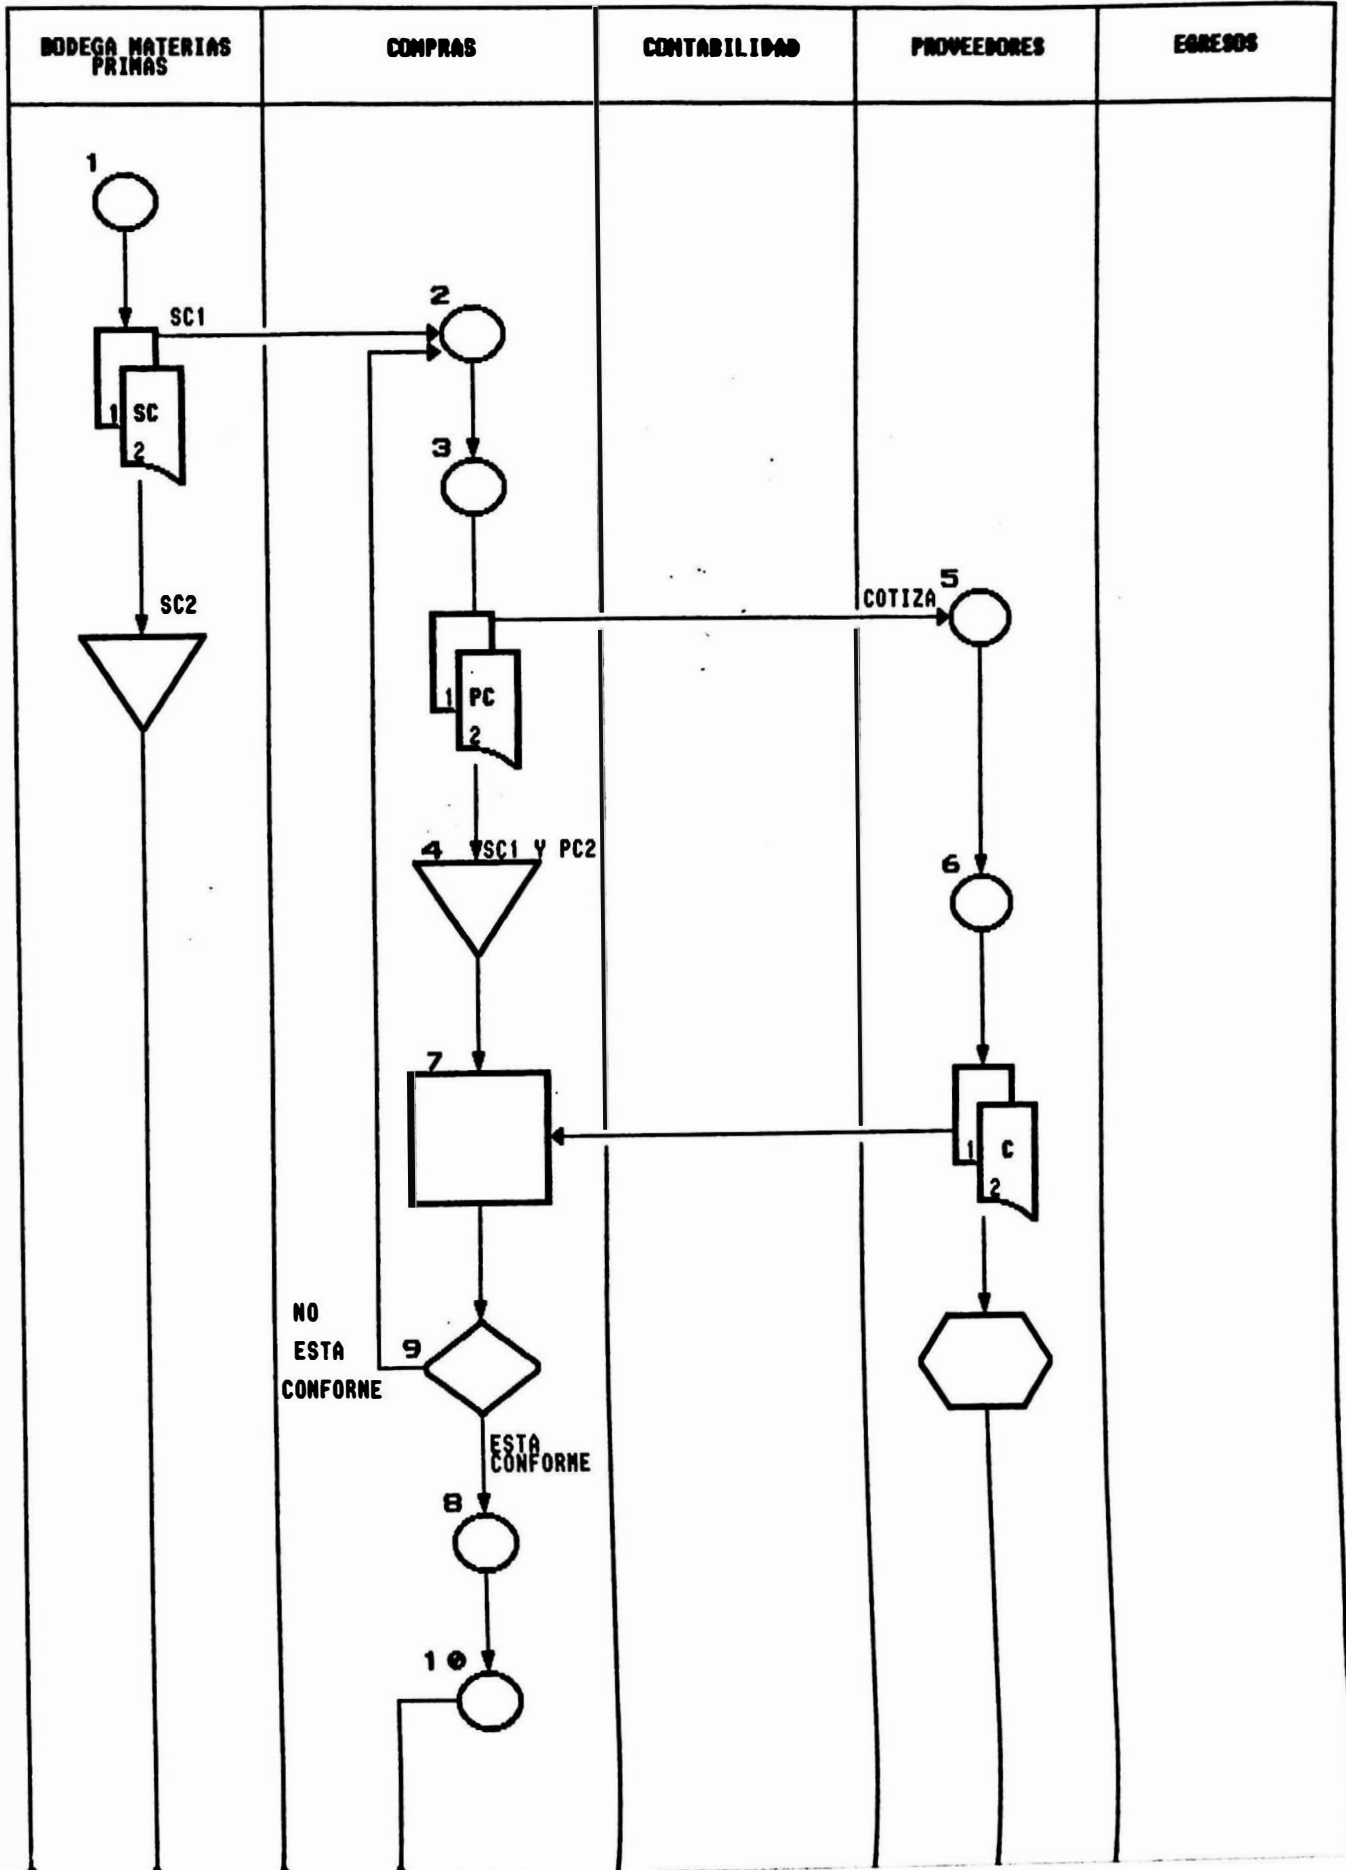 BODEGA MATERIAS
PRIMAS
COMPRAS
CONTABILIDAD
PROVEEDORES
EGRESOS
1
SC1
2
1 SC
2
3
SC2
COTIZA
5
1 PC
2
4
SC1 Y PC2
6
7
1 C
2
NO
ESTA
CONFORME
9
ESTA
CONFORME
8
10